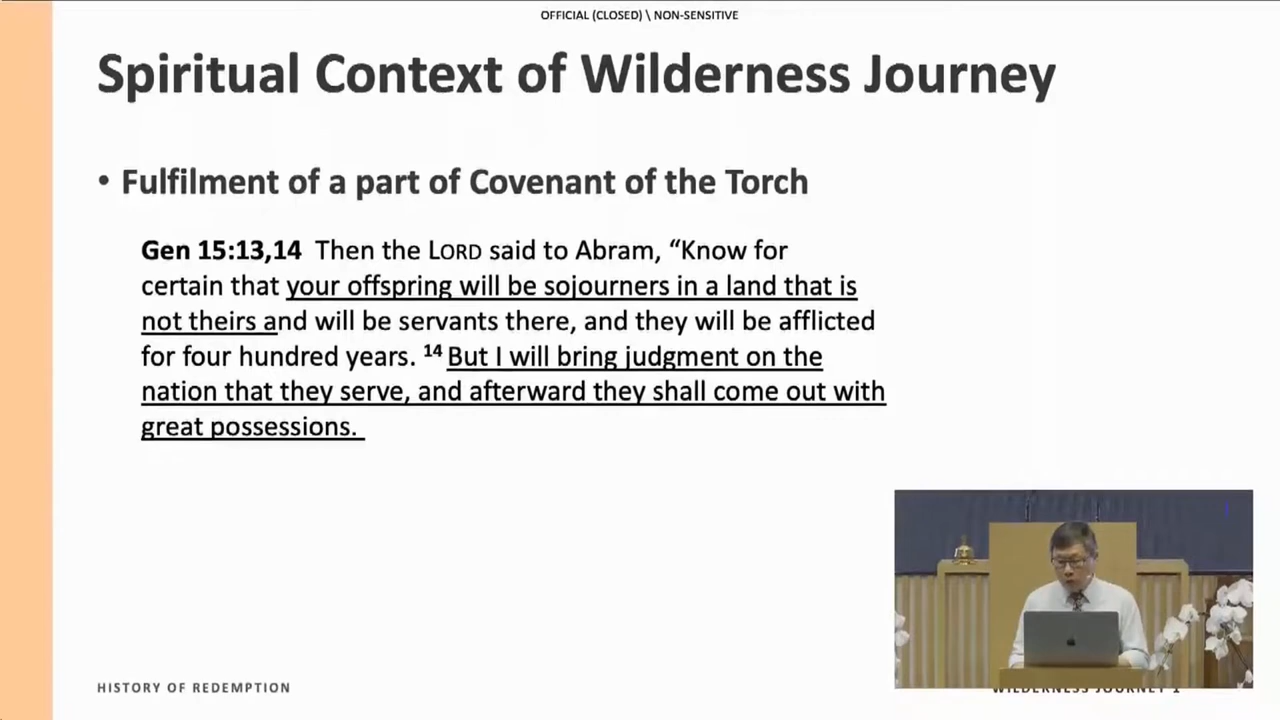 OFFICIAL (CLOSED) \ NON-SENSITIVE
Spiritual Context of Wilderness Journey
• Fulfilment of a part of Covenant of the Torch
Gen 15:13,14 Then the LORD said to Abram, “Know for
certain that your offspring will be sojourners in a land that is
not theirs and will be servants there, and they will be afflicted
for four hundred years. 14 But I will bring judgment on the
nation that they serve, and afterward they shall come out with
great possessions.
HISTORY OF REDEMPTION
WILDERNESS JOURNEY 1